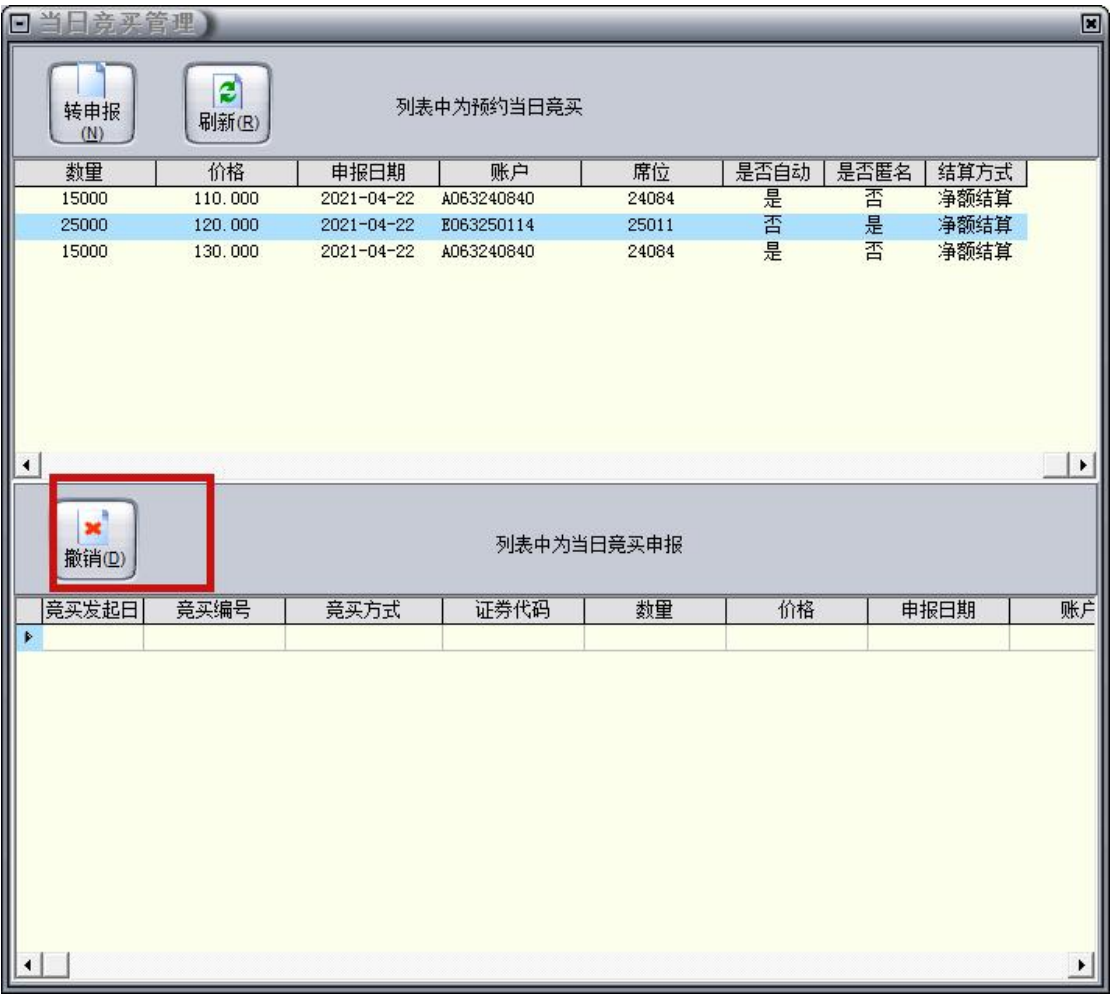 当日竞买管理
转申报(N)
刷新(R)
列表中为预约当日竞买
数量 价格 申报日期 账户 席位 是否自动 是否匿名 结算方式
15000 110.000 2021-04-22 A063240840 24084 是 否 净额结算
25000 120.000 2021-04-22 E063250114 25011 否 是 净额结算
15000 130.000 2021-04-22 A063240840 24084 是 否 净额结算
撤销(D)
列表中为当日竞买申报
竞买发起日 竞买编号 竞买方式 证券代码 数量 价格 申报日期 账户